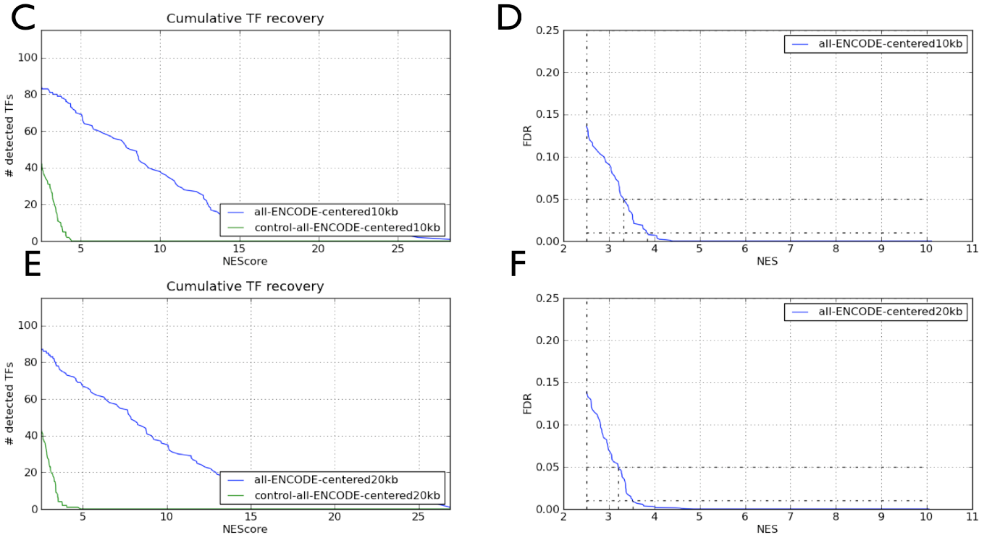 C
Cumulative TF recovery
# detected TFs
100
80
60
40
20
0
all-ENCODE-centered10kb
control-all-ENCODE-centered10kb
5 10 15 20 25
NEScore
D
FDR
0.25
0.20
0.15
0.10
0.05
0.00
all-ENCODE-centered10kb
2 3 4 5 6 7 8 9 10 11
NES
E
Cumulative TF recovery
# detected TFs
100
80
60
40
20
0
all-ENCODE-centered20kb
control-all-ENCODE-centered20kb
5 10 15 20 25
NEScore
F
FDR
0.25
0.20
0.15
0.10
0.05
0.00
all-ENCODE-centered20kb
2 3 4 5 6 7 8 9 10 11
NES